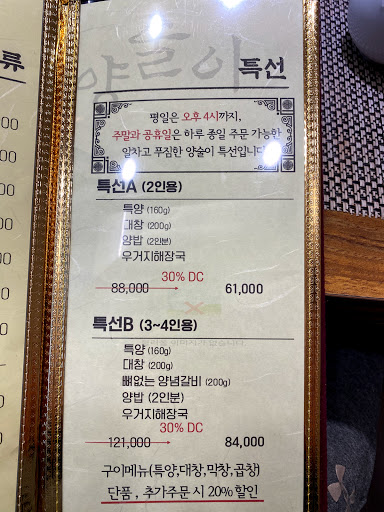 류
특선
평일은 오후 4시까지,
주말과 공휴일은 하루 종일 주문 가능한
알차고 푸짐한 양술이 특선입니다
특선A (2인용)
특양 (160g)
대창 (200g)
양밥 (2인분)
우거지해장국
30% DC
88,000 61,000
특선B (3~4인용)
특양 (160g)
대창 (200g)
뼈없는 양념갈비 (200g)
양밥 (2인분)
우거지해장국
30% DC
121,000 84,000
구이메뉴(특양,대창,막창,곱창)
단품 , 추가주문 시 20% 할인